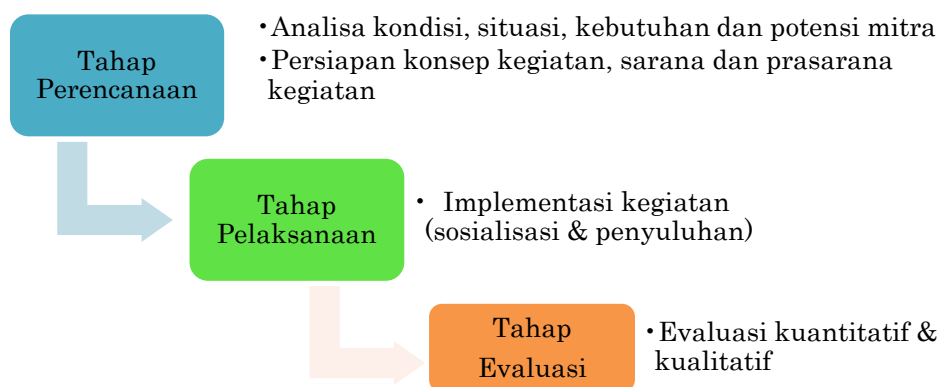 Tahap
Perencanaan
•Analisa kondisi, situasi, kebutuhan dan potensi mitra
•Persiapan konsep kegiatan, sarana dan prasarana
kegiatan
Tahap
Pelaksanaan
• Implementasi kegiatan
(sosialisasi & penyuluhan)
Tahap
Evaluasi
•Evaluasi kuantitatif &
kualitatif